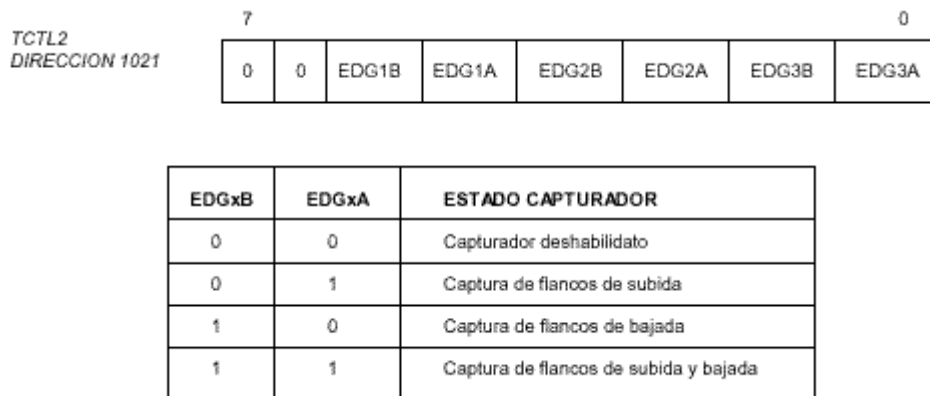 7 0
TCTL2
DIRECCION 1021
0 0 EDG1B EDG1A EDG2B EDG2A EDG3B EDG3A
EDGxB EDGxA ESTADO CAPTURADOR
0 0 Capturador deshabilidato
0 1 Captura de flancos de subida
1 0 Captura de flancos de bajada
1 1 Captura de flancos de subida y bajada